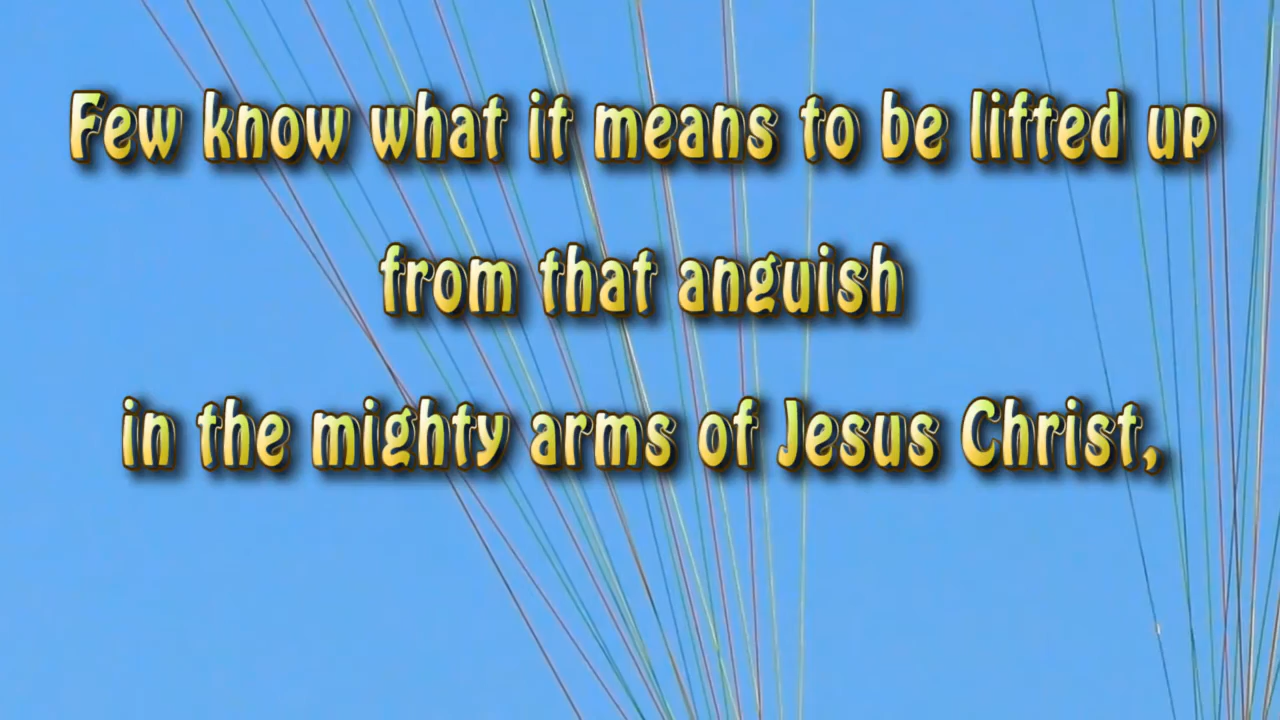 Few know what it means to be lifted up
from that anguish
in the mighty arms of Jesus Christ,